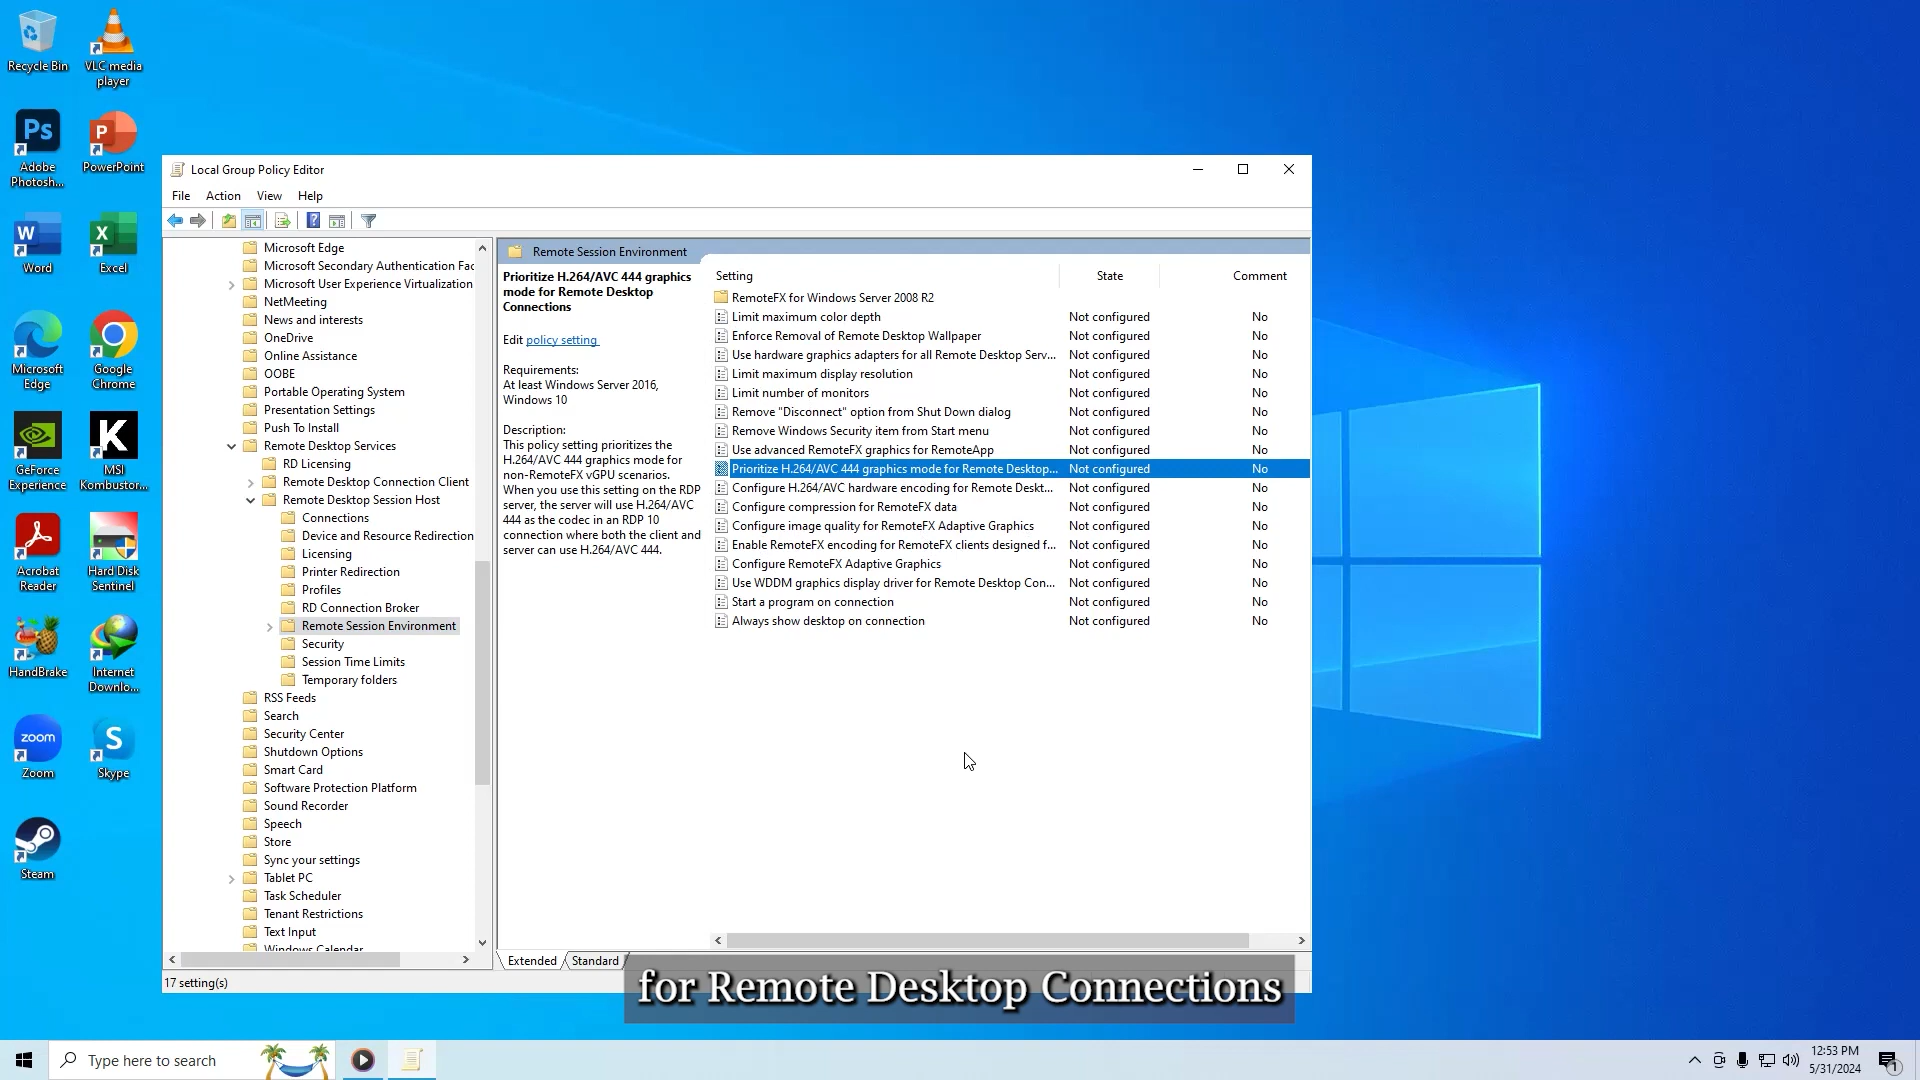 Recycle Bin
VLC media
player
Adobe
Photosh...
PowerPoint
Word
Excel
Microsoft
Edge
Google
Chrome
GeForce
Experience
MSI
Kombustor...
Acrobat
Reader
Hard Disk
Sentinel
HandBrake
Internet
Downlo...
zoom
Zoom
Skype
Steam
Local Group Policy Editor
File Action View Help
Microsoft Edge
Microsoft Secondary Authentication Fac
Microsoft User Experience Virtualization
NetMeeting
News and interests
OneDrive
Online Assistance
OOBE
Portable Operating System
Presentation Settings
Push To Install
Remote Desktop Services
RD Licensing
Remote Desktop Connection Client
Remote Desktop Session Host
Connections
Device and Resource Redirection
Licensing
Printer Redirection
Profiles
RD Connection Broker
Remote Session Environment
Security
Session Time Limits
Temporary folders
RSS Feeds
Search
Security Center
Shutdown Options
Smart Card
Software Protection Platform
Sound Recorder
Speech
Store
Sync your settings
Tablet PC
Task Scheduler
Tenant Restrictions
Text Input
Windows Calendar
Remote Session Environment
Prioritize H.264/AVC 444 graphics
mode for Remote Desktop
Connections
Edit policy setting
Requirements:
At least Windows Server 2016,
Windows 10
Description:
This policy setting prioritizes the
H.264/AVC 444 graphics mode for
non-RemoteFX vGPU scenarios.
When you use this setting on the RDP
server, the server will use H.264/AVC
444 as the codec in an RDP 10
connection where both the client and
server can use H.264/AVC 444.
Setting State Comment
RemoteFX for Windows Server 2008 R2
Limit maximum color depth Not configured No
Enforce Removal of Remote Desktop Wallpaper Not configured No
Use hardware graphics adapters for all Remote Desktop Serv... Not configured No
Limit maximum display resolution Not configured No
Limit number of monitors Not configured No
Remove "Disconnect" option from Shut Down dialog Not configured No
Remove Windows Security item from Start menu Not configured No
Use advanced RemoteFX graphics for RemoteApp Not configured No
Prioritize H.264/AVC 444 graphics mode for Remote Desktop... Not configured No
Configure H.264/AVC hardware encoding for Remote Deskt... Not configured No
Configure compression for RemoteFX data Not configured No
Configure image quality for RemoteFX Adaptive Graphics Not configured No
Enable RemoteFX encoding for RemoteFX clients designed f... Not configured No
Configure RemoteFX Adaptive Graphics Not configured No
Use WDDM graphics display driver for Remote Desktop Con... Not configured No
Start a program on connection Not configured No
Always show desktop on connection Not configured No
Extended Standard
17 setting(s)
for Remote Desktop Connections
Type here to search
12:53 PM
5/31/2024
1